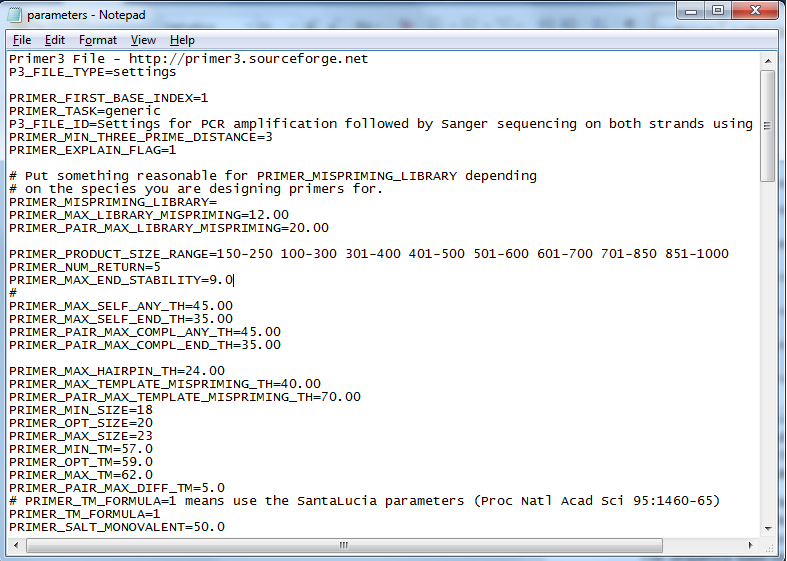 parameters - Notepad
File Edit Format View Help
Primer3 File - http://primer3.sourceforge.net
P3_FILE_TYPE=settings
PRIMER_FIRST_BASE_INDEX=1
PRIMER_TASK=generic
P3_FILE_ID=Settings for PCR amplification followed by Sanger sequencing on both strands using
PRIMER_MIN_THREE_PRIME_DISTANCE=3
PRIMER_EXPLAIN_FLAG=1
# Put something reasonable for PRIMER_MISPRIMING_LIBRARY depending
# on the species you are designing primers for.
PRIMER_MISPRIMING_LIBRARY=
PRIMER_MAX_LIBRARY_MISPRIMING=12.00
PRIMER_PAIR_MAX_LIBRARY_MISPRIMING=20.00
PRIMER_PRODUCT_SIZE_RANGE=150-250 100-300 301-400 401-500 501-600 601-700 701-850 851-1000
PRIMER_NUM_RETURN=5
PRIMER_MAX_END_STABILITY=9.0
#
PRIMER_MAX_SELF_ANY_TH=45.00
PRIMER_MAX_SELF_END_TH=35.00
PRIMER_PAIR_MAX_COMPL_ANY_TH=45.00
PRIMER_PAIR_MAX_COMPL_END_TH=35.00
PRIMER_MAX_HAIRPIN_TH=24.00
PRIMER_MAX_TEMPLATE_MISPRIMING_TH=40.00
PRIMER_PAIR_MAX_TEMPLATE_MISPRIMING_TH=70.00
PRIMER_MIN_SIZE=18
PRIMER_OPT_SIZE=20
PRIMER_MAX_SIZE=23
PRIMER_MIN_TM=57.0
PRIMER_OPT_TM=59.0
PRIMER_MAX_TM=62.0
PRIMER_PAIR_MAX_DIFF_TM=5.0
# PRIMER_TM_FORMULA=1 means use the SantaLucia parameters (Proc Natl Acad Sci 95:1460-65)
PRIMER_TM_FORMULA=1
PRIMER_SALT_MONOVALENT=50.0